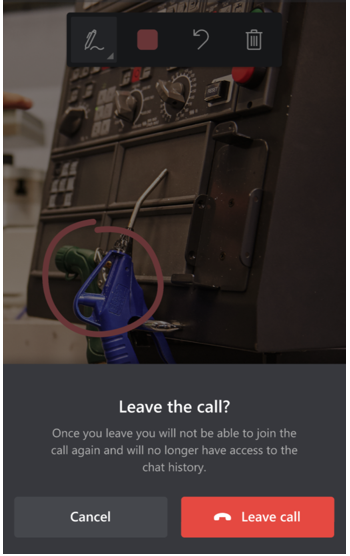 Leave the call?
Once you leave you will not be able to join the
call again and will no longer have access to the
chat history.
Cancel
Leave call